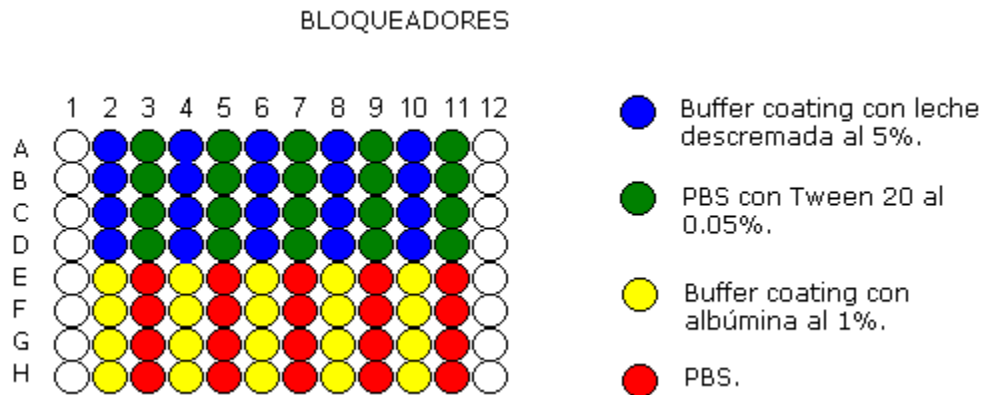 BLOQUEADORES
1 2 3 4 5 6 7 8 9 10 11 12
A
B
C
D
E
F
G
H
Buffer coating con leche
descremada al 5%.
PBS con Tween 20 al
0.05%.
Buffer coating con
albúmina al 1%.
PBS.